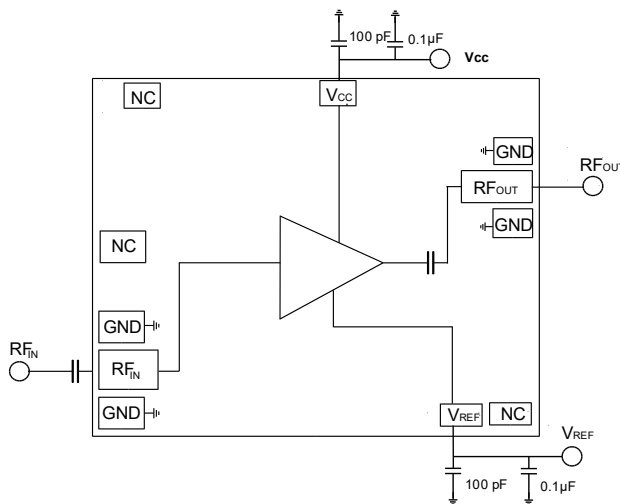 100 pF
0.1µF
Vcc
NC
VCC
GND
RFOUT
RFOUT
GND
NC
GND
RFIN
RFIN
GND
VREF
NC
VREF
100 pF
0.1µF